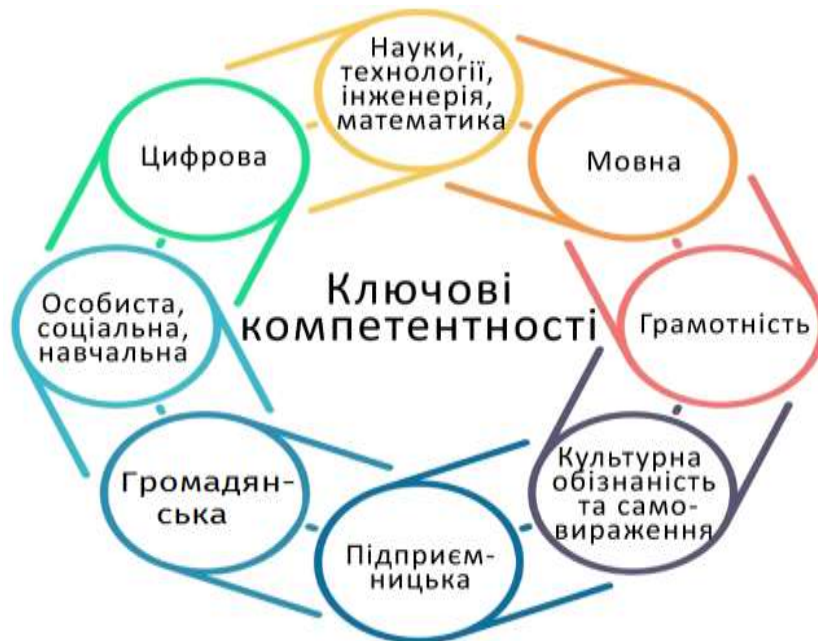 Ключові
компетентності
Науки,
технології,
інженерія,
математика
Мовна
Грамотність
Культурна
обізнаність
та само-
вираження
Підприєм-
ницька
Громадян-
ська
Особиста,
соціальна,
навчальна
Цифрова